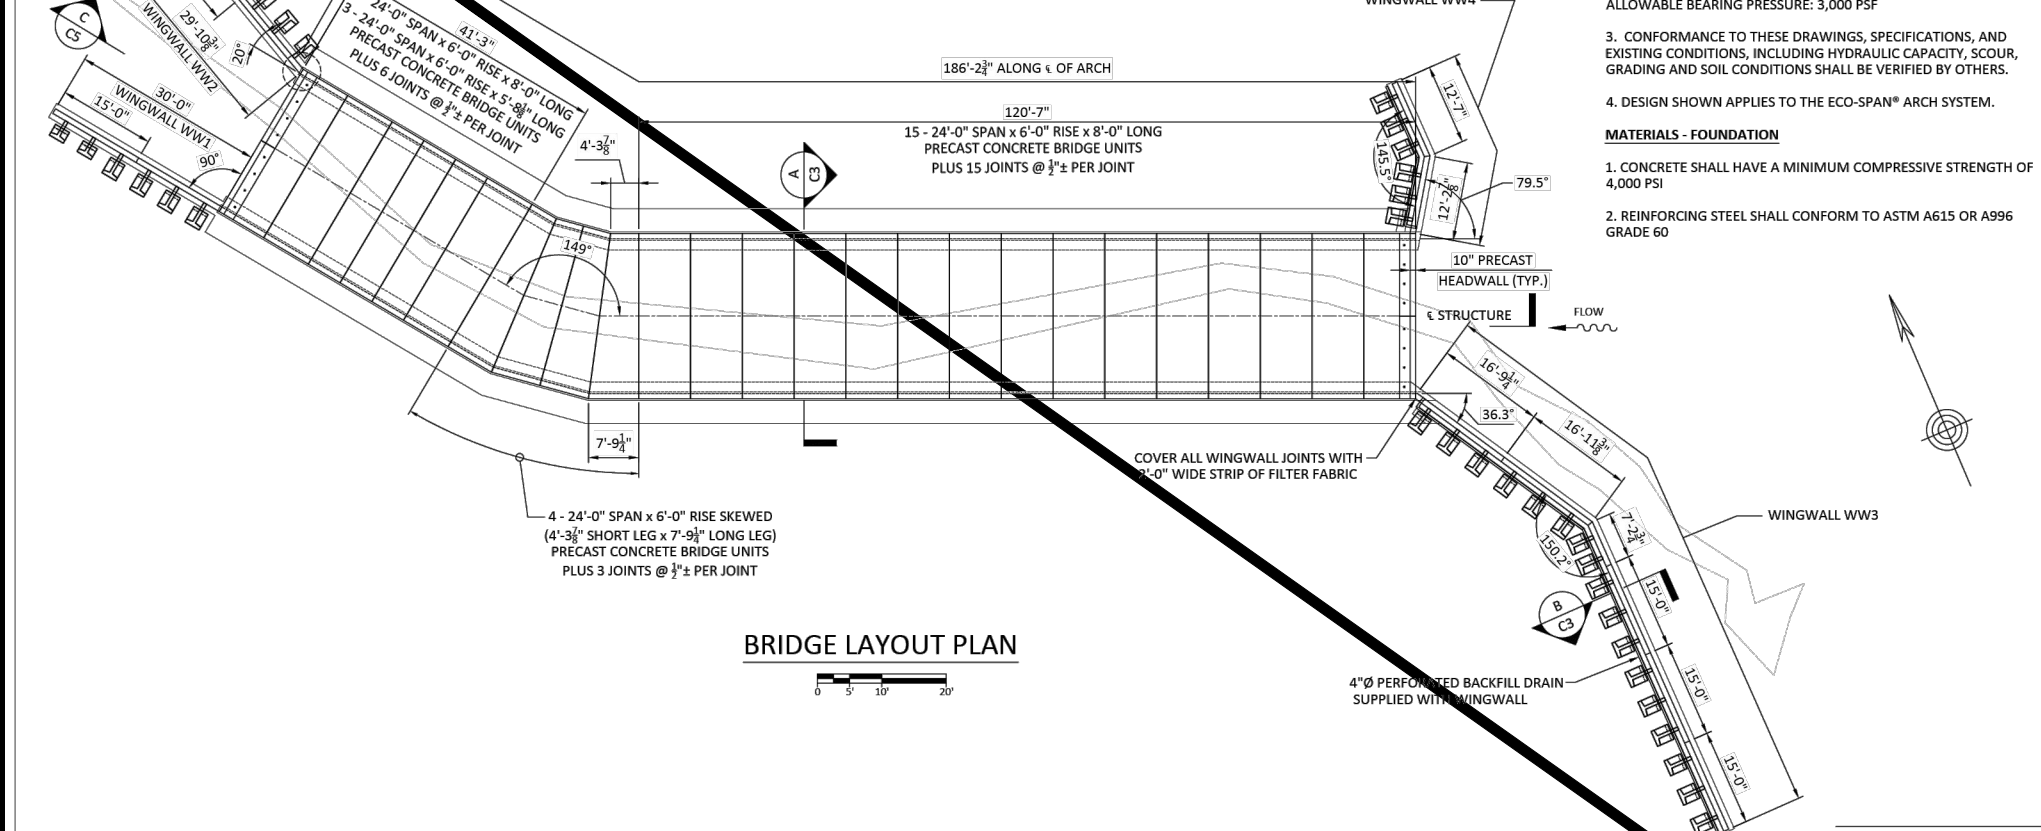 WINGWALL WW4
ALLOWABLE BEARING PRESSURE: 3,000 PSF
3. CONFORMANCE TO THESE DRAWINGS, SPECIFICATIONS, AND
EXISTING CONDITIONS, INCLUDING HYDRAULIC CAPACITY, SCOUR,
GRADING AND SOIL CONDITIONS SHALL BE VERIFIED BY OTHERS.
4. DESIGN SHOWN APPLIES TO THE ECO-SPAN® ARCH SYSTEM.
MATERIALS - FOUNDATION
1. CONCRETE SHALL HAVE A MINIMUM COMPRESSIVE STRENGTH OF
4,000 PSI
2. REINFORCING STEEL SHALL CONFORM TO ASTM A615 OR A996
GRADE 60
C
C5
WINGWALL WW2
29'-10⅜"
20°
30'-0"
WINGWALL WW1
15'-0"
90°
41'-3"
24'-0" SPAN x 6'-0" RISE x 8'-0" LONG
3 - 24'-0" SPAN x 6'-0" RISE x 5'-8⅛" LONG
PRECAST CONCRETE BRIDGE UNITS
PLUS 6 JOINTS @ ½"± PER JOINT
4'-3⅞"
186'-2¾" ALONG ℄ OF ARCH
120'-7"
15 - 24'-0" SPAN x 6'-0" RISE x 8'-0" LONG
PRECAST CONCRETE BRIDGE UNITS
PLUS 15 JOINTS @ ½"± PER JOINT
A
C3
149°
145.5°
12'-7"
12'-2⅞"
79.5°
10" PRECAST
HEADWALL (TYP.)
℄ STRUCTURE
FLOW
16'-9¼"
36.3°
16'-11⅜"
7'-9¼"
COVER ALL WINGWALL JOINTS WITH
'-0" WIDE STRIP OF FILTER FABRIC
4 - 24'-0" SPAN x 6'-0" RISE SKEWED
(4'-3⅞" SHORT LEG x 7'-9¼" LONG LEG)
PRECAST CONCRETE BRIDGE UNITS
PLUS 3 JOINTS @ ½"± PER JOINT
WINGWALL WW3
7'-2¾"
150.2°
15'-0"
B
C3
15'-0"
15'-0"
4"Ø PERFORATED BACKFILL DRAIN
SUPPLIED WITH WINGWALL
BRIDGE LAYOUT PLAN
0 5' 10' 20'